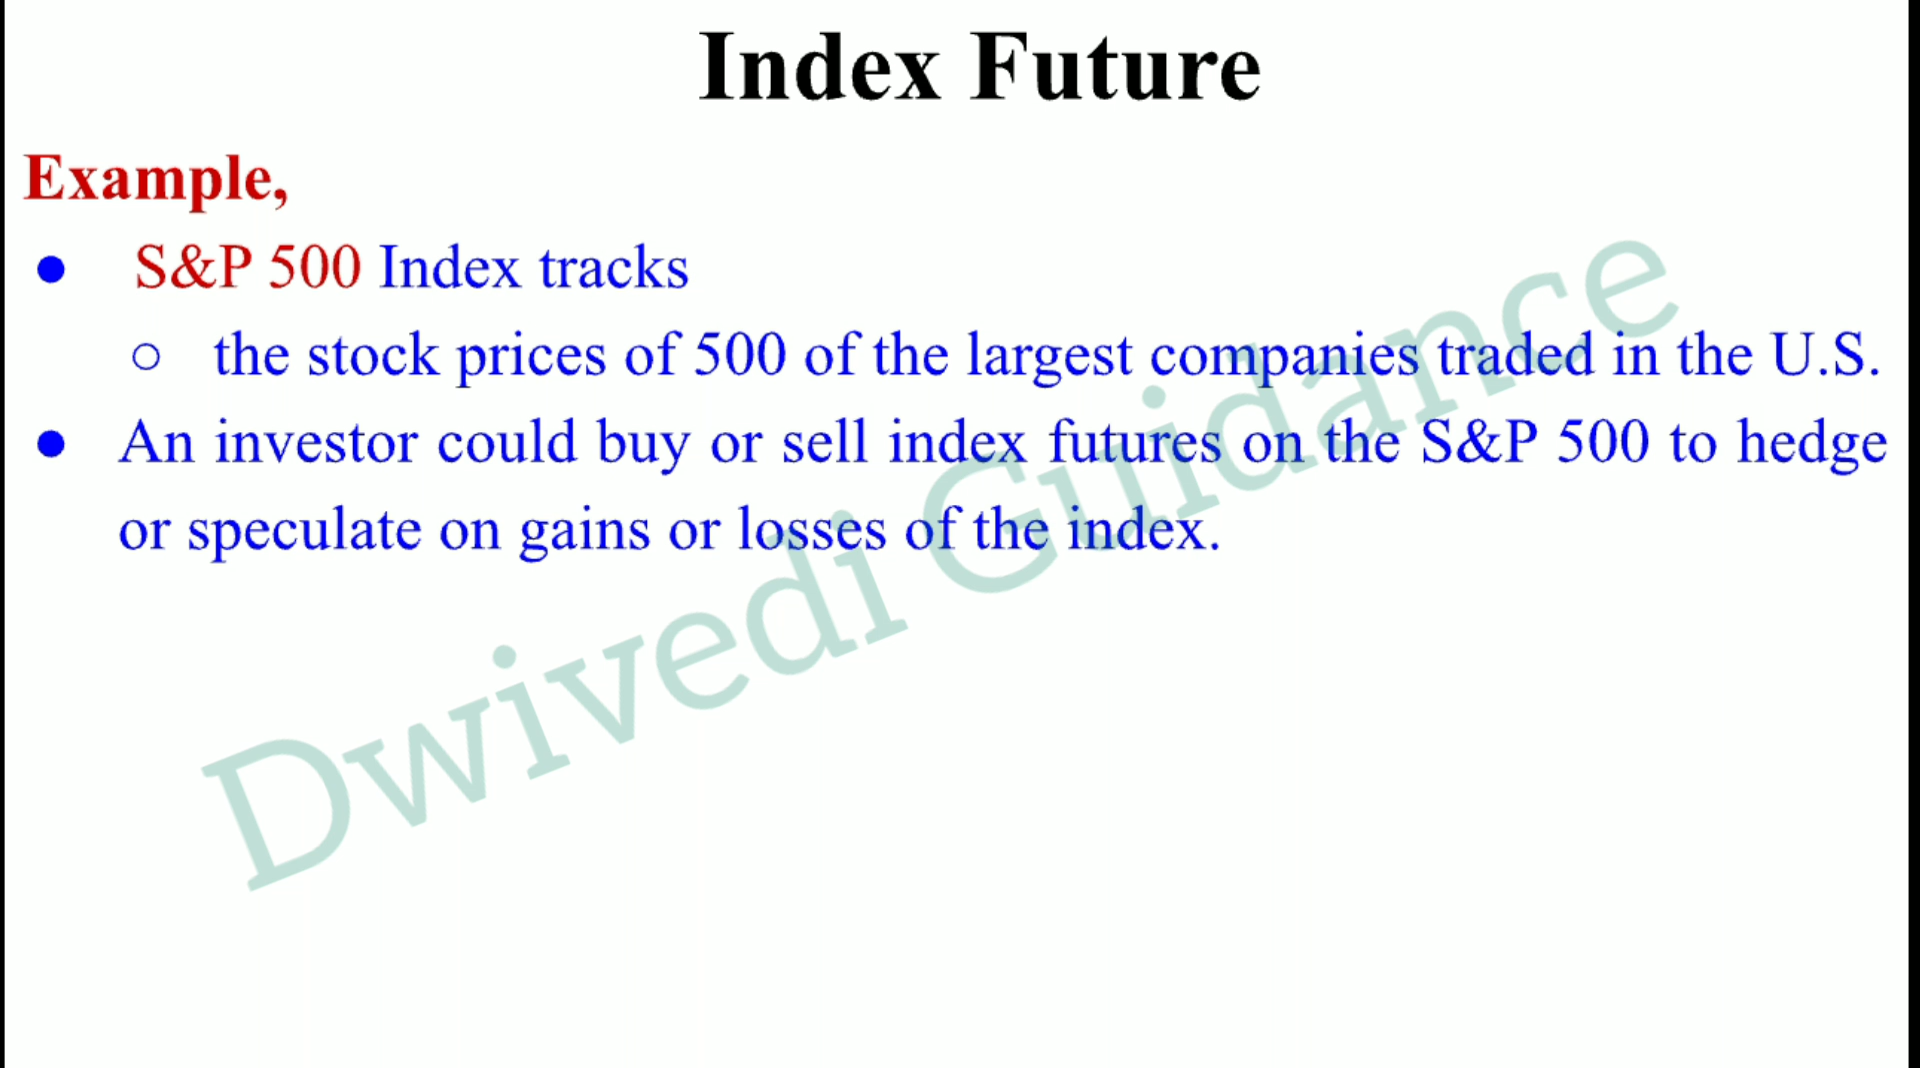 Index Future
Example,
● S&P 500 Index tracks
○ the stock prices of 500 of the largest companies traded in the U.S.
● An investor could buy or sell index futures on the S&P 500 to hedge
or speculate on gains or losses of the index.
Dwivedi Guidance